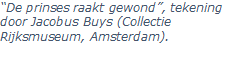 “De prinses raakt gewond”, tekening
door Jacobus Buys (Collectie
Rijksmuseum, Amsterdam).